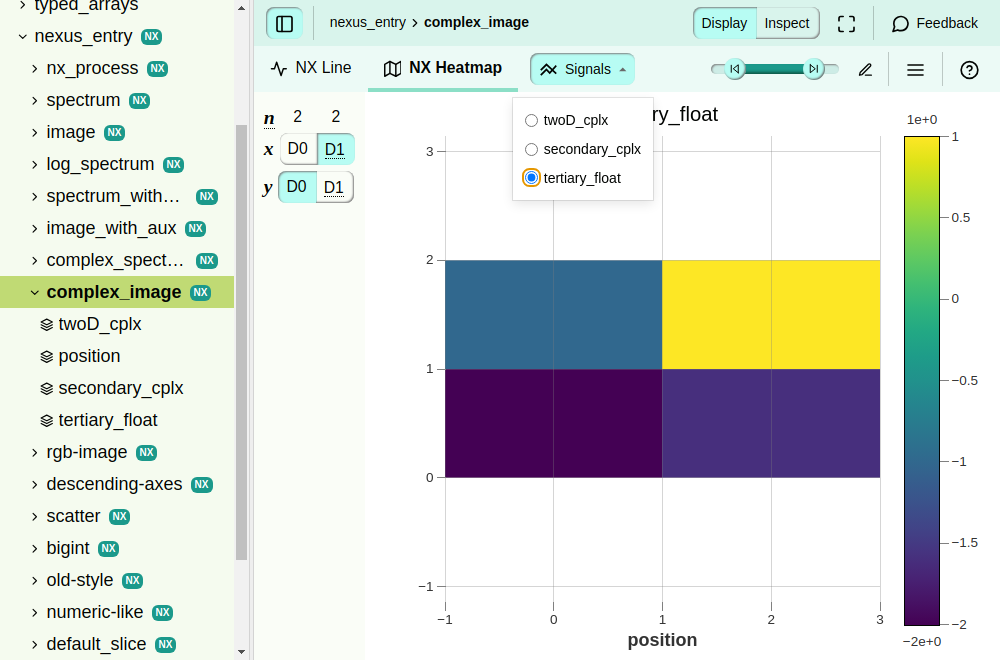 typed_arrays
nexus_entry NX
nx_process NX
spectrum NX
image NX
log_spectrum NX
spectrum_with… NX
image_with_aux NX
complex_spect… NX
complex_image NX
twoD_cplx
position
secondary_cplx
tertiary_float
rgb-image NX
descending-axes NX
scatter NX
bigint NX
old-style NX
numeric-like NX
default_slice NX
nexus_entry › complex_image
Display Inspect
Feedback
NX Line
NX Heatmap
Signals
n 2 2
x D0 D1
y D0 D1
twoD_cplx
secondary_cplx
tertiary_float
ry_float
3
2
1
0
−1
−1 0 1 2 3
position
1e+0
1
0.5
0
−0.5
−1
−1.5
−2
−2e+0